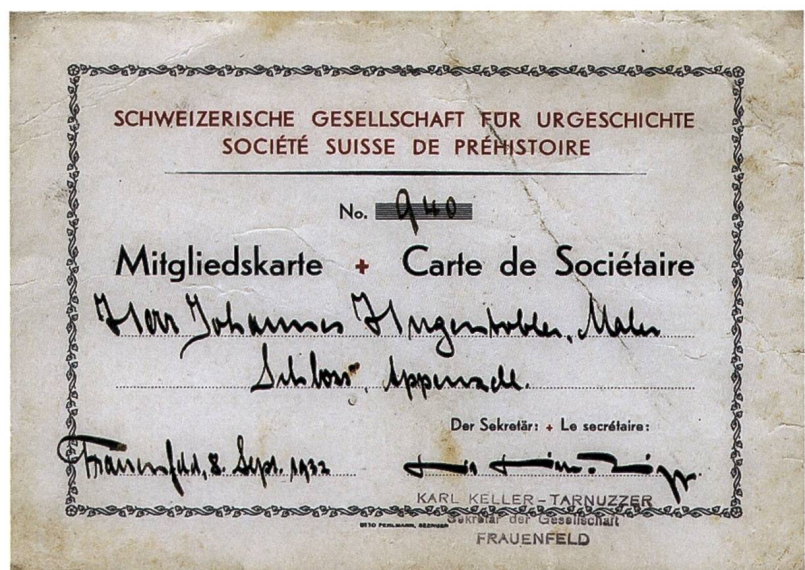 SCHWEIZERISCHE GESELLSCHAFT FÜR URGESCHICHTE
SOCIÉTÉ SUISSE DE PRÉHISTOIRE
No. 940
Mitgliedskarte + Carte de Sociétaire
Herr Johannes Hugentobler, Maler
Schloss, Appenzell.
Der Sekretär: + Le secrétaire:
Frauenfeld, 8. Sept. 1932
KARL KELLER-TARNUZZER
Sekretär der Gesellschaft
FRAUENFELD